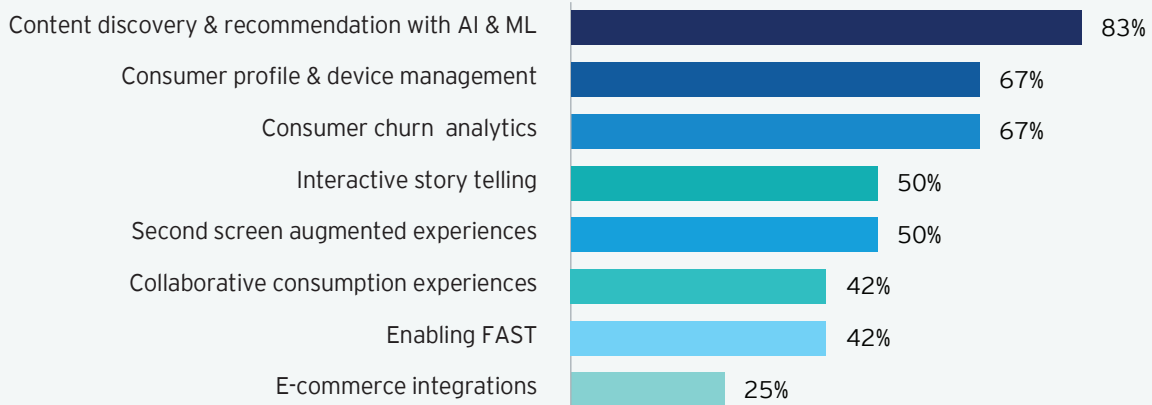 Content discovery & recommendation with AI & ML 83%
Consumer profile & device management 67%
Consumer churn analytics 67%
Interactive story telling 50%
Second screen augmented experiences 50%
Collaborative consumption experiences 42%
Enabling FAST 42%
E-commerce integrations 25%